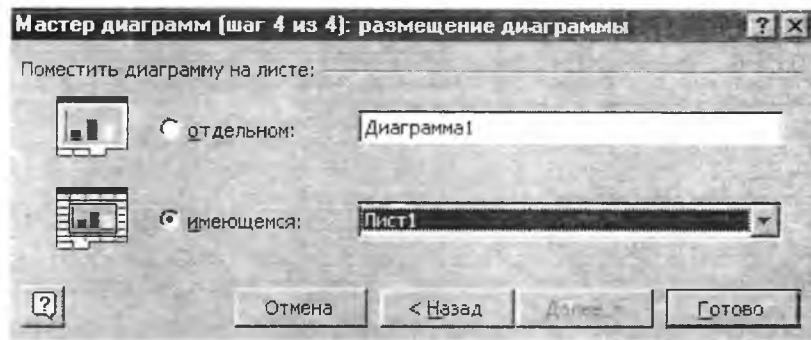 Мастер диаграмм (шаг 4 из 4): размещение диаграммы
Поместить диаграмму на листе:
отдельном: Диаграмма1
имеющемся: Лист1
Отмена < Назад Далее > Готово